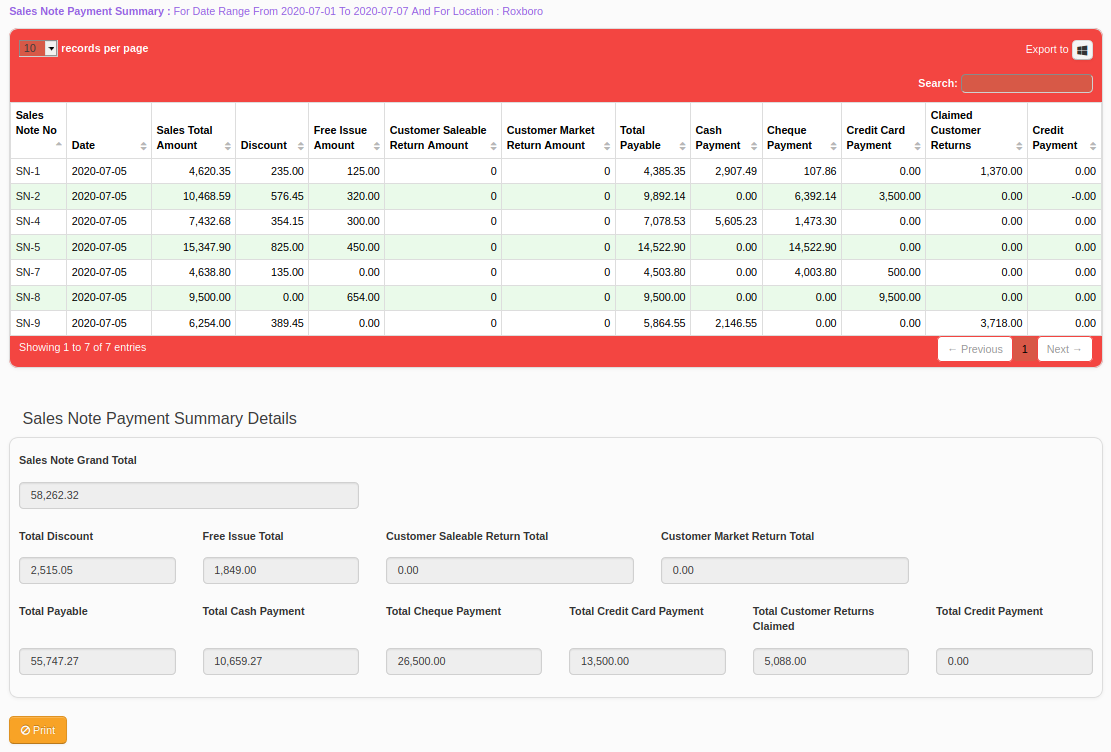 Sales Note Payment Summary : For Date Range From 2020-07-01 To 2020-07-07 And For Location : Roxboro
10 records per page
Export to
Search:
Sales Note No Date Sales Total Amount Discount Free Issue Amount Customer Saleable Return Amount Customer Market Return Amount Total Payable Cash Payment Cheque Payment Credit Card Payment Claimed Customer Returns Credit Payment
SN-1 2020-07-05 4,620.35 235.00 125.00 0 0 4,385.35 2,907.49 107.86 0.00 1,370.00 0.00
SN-2 2020-07-05 10,468.59 576.45 320.00 0 0 9,892.14 0.00 6,392.14 3,500.00 0.00 -0.00
SN-4 2020-07-05 7,432.68 354.15 300.00 0 0 7,078.53 5,605.23 1,473.30 0.00 0.00 0.00
SN-5 2020-07-05 15,347.90 825.00 450.00 0 0 14,522.90 0.00 14,522.90 0.00 0.00 0.00
SN-7 2020-07-05 4,638.80 135.00 0.00 0 0 4,503.80 0.00 4,003.80 500.00 0.00 0.00
SN-8 2020-07-05 9,500.00 0.00 654.00 0 0 9,500.00 0.00 0.00 9,500.00 0.00 0.00
SN-9 2020-07-05 6,254.00 389.45 0.00 0 0 5,864.55 2,146.55 0.00 0.00 3,718.00 0.00
Showing 1 to 7 of 7 entries
← Previous 1 Next →
Sales Note Payment Summary Details
Sales Note Grand Total
58,262.32
Total Discount Free Issue Total Customer Saleable Return Total Customer Market Return Total
2,515.05 1,849.00 0.00 0.00
Total Payable Total Cash Payment Total Cheque Payment Total Credit Card Payment Total Customer Returns Claimed Total Credit Payment
55,747.27 10,659.27 26,500.00 13,500.00 5,088.00 0.00
Print